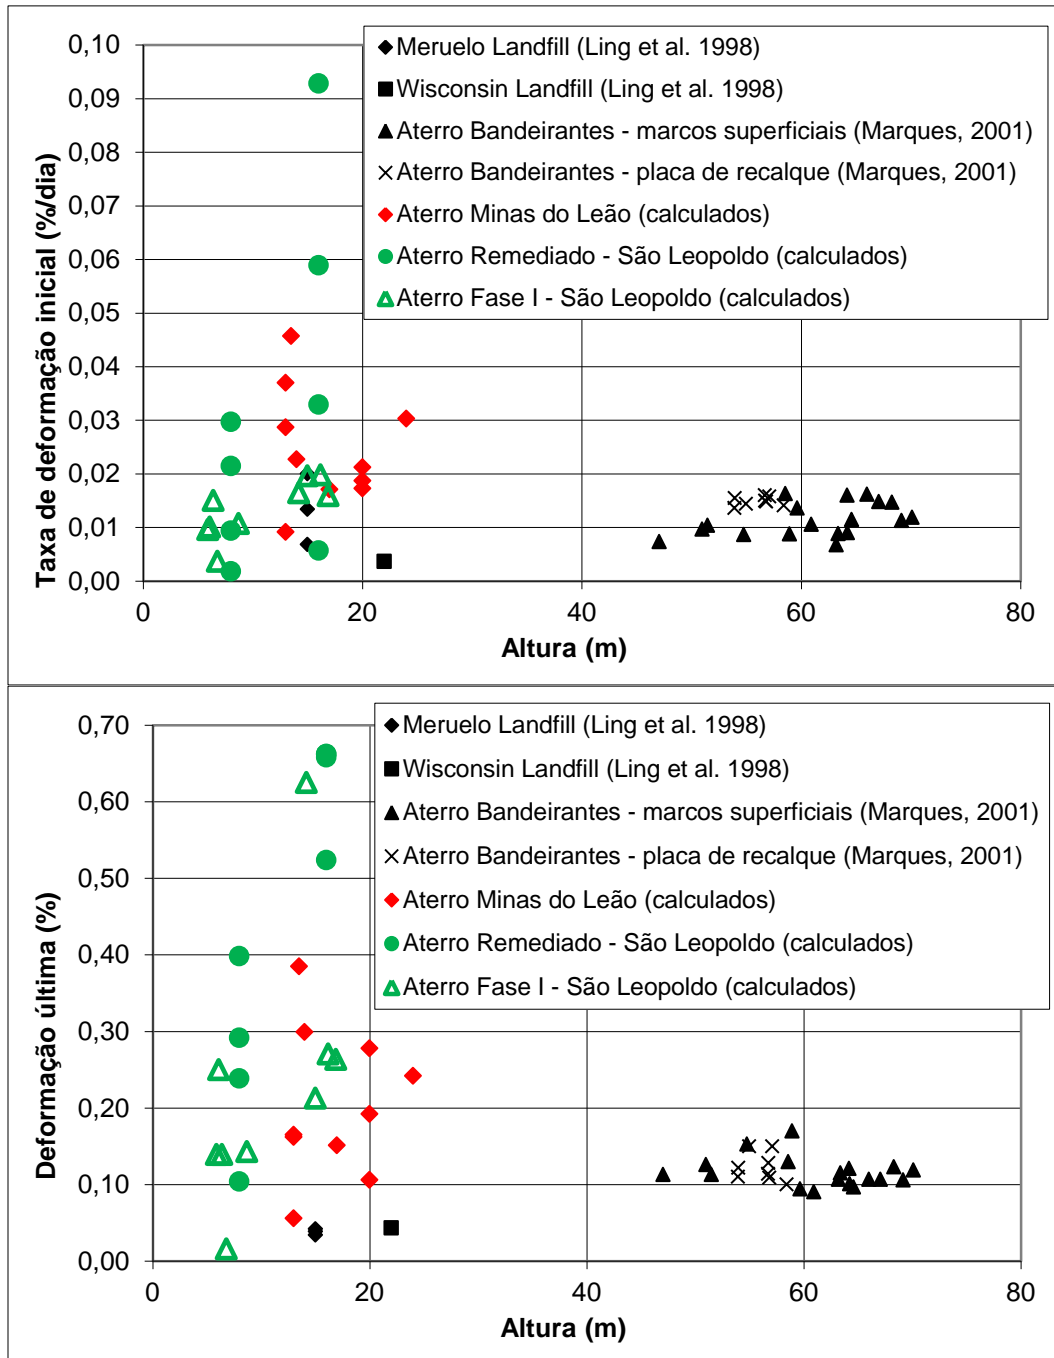 Taxa de deformação inicial (%/dia)
0,10
0,09
0,08
0,07
0,06
0,05
0,04
0,03
0,02
0,01
0,00
Meruelo Landfill (Ling et al. 1998)
Wisconsin Landfill (Ling et al. 1998)
Aterro Bandeirantes - marcos superficiais (Marques, 2001)
Aterro Bandeirantes - placa de recalque (Marques, 2001)
Aterro Minas do Leão (calculados)
Aterro Remediado - São Leopoldo (calculados)
Aterro Fase I - São Leopoldo (calculados)
0 20 40 60 80
Altura (m)
Deformação última (%)
0,70
0,60
0,50
0,40
0,30
0,20
0,10
0,00
Meruelo Landfill (Ling et al. 1998)
Wisconsin Landfill (Ling et al. 1998)
Aterro Bandeirantes - marcos superficiais (Marques, 2001)
Aterro Bandeirantes - placa de recalque (Marques, 2001)
Aterro Minas do Leão (calculados)
Aterro Remediado - São Leopoldo (calculados)
Aterro Fase I - São Leopoldo (calculados)
0 20 40 60 80
Altura (m)